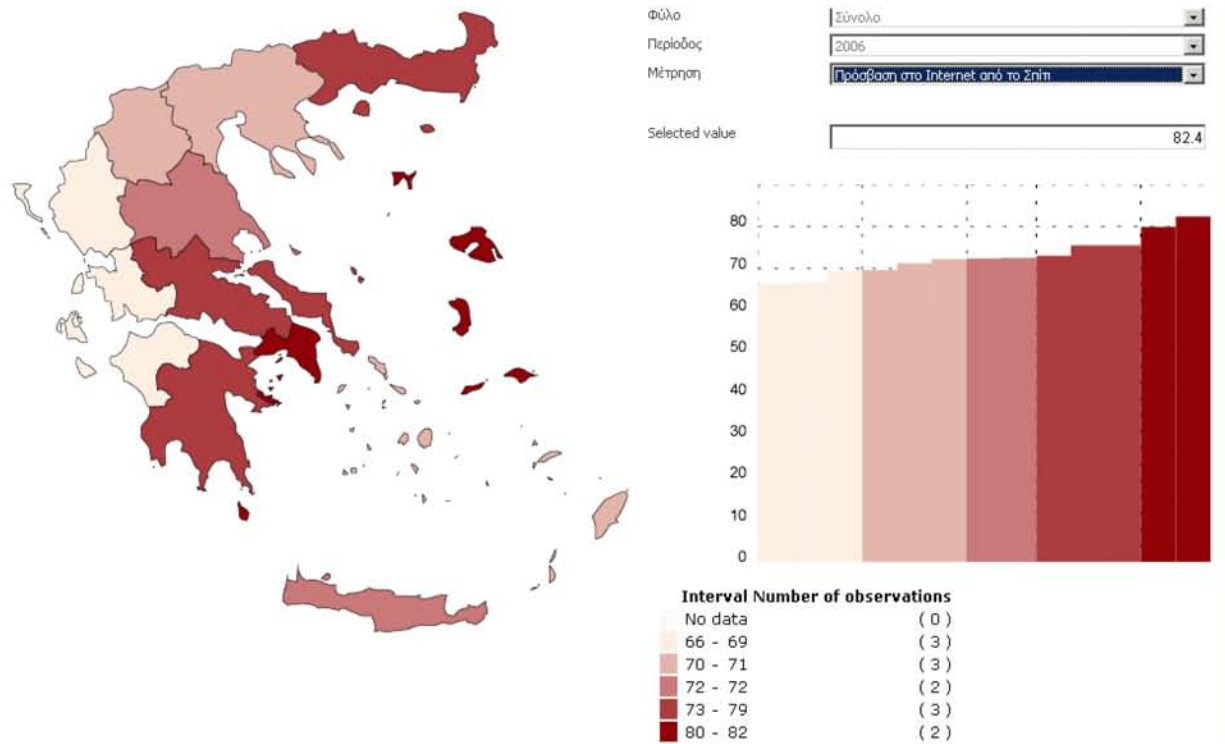 Φύλο Σύνολο
Περίοδος 2006
Μέτρηση Πρόσβαση στο Internet από το Σπίτι
Selected value 82.4
80
70
60
50
40
30
20
10
0
Interval Number of observations
No data ( 0 )
66 - 69 ( 3 )
70 - 71 ( 3 )
72 - 72 ( 2 )
73 - 79 ( 3 )
80 - 82 ( 2 )